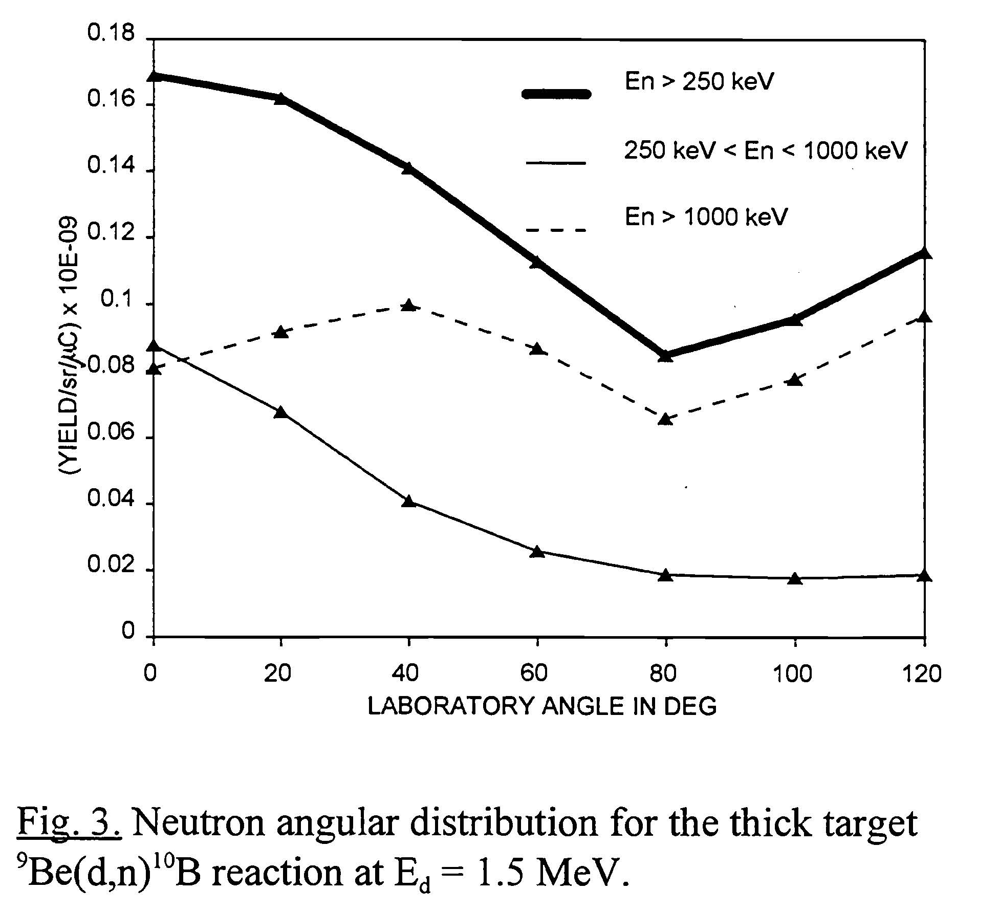 0.18
0.16
0.14
0.12
0.1
0.08
0.06
0.04
0.02
0
(YIELD/sr/μC) x 10E-09
En > 250 keV
250 keV < En < 1000 keV
En > 1000 keV
0 20 40 60 80 100 120
LABORATORY ANGLE IN DEG
Fig. 3. Neutron angular distribution for the thick target
⁹Be(d,n)¹⁰B reaction at E_d = 1.5 MeV.